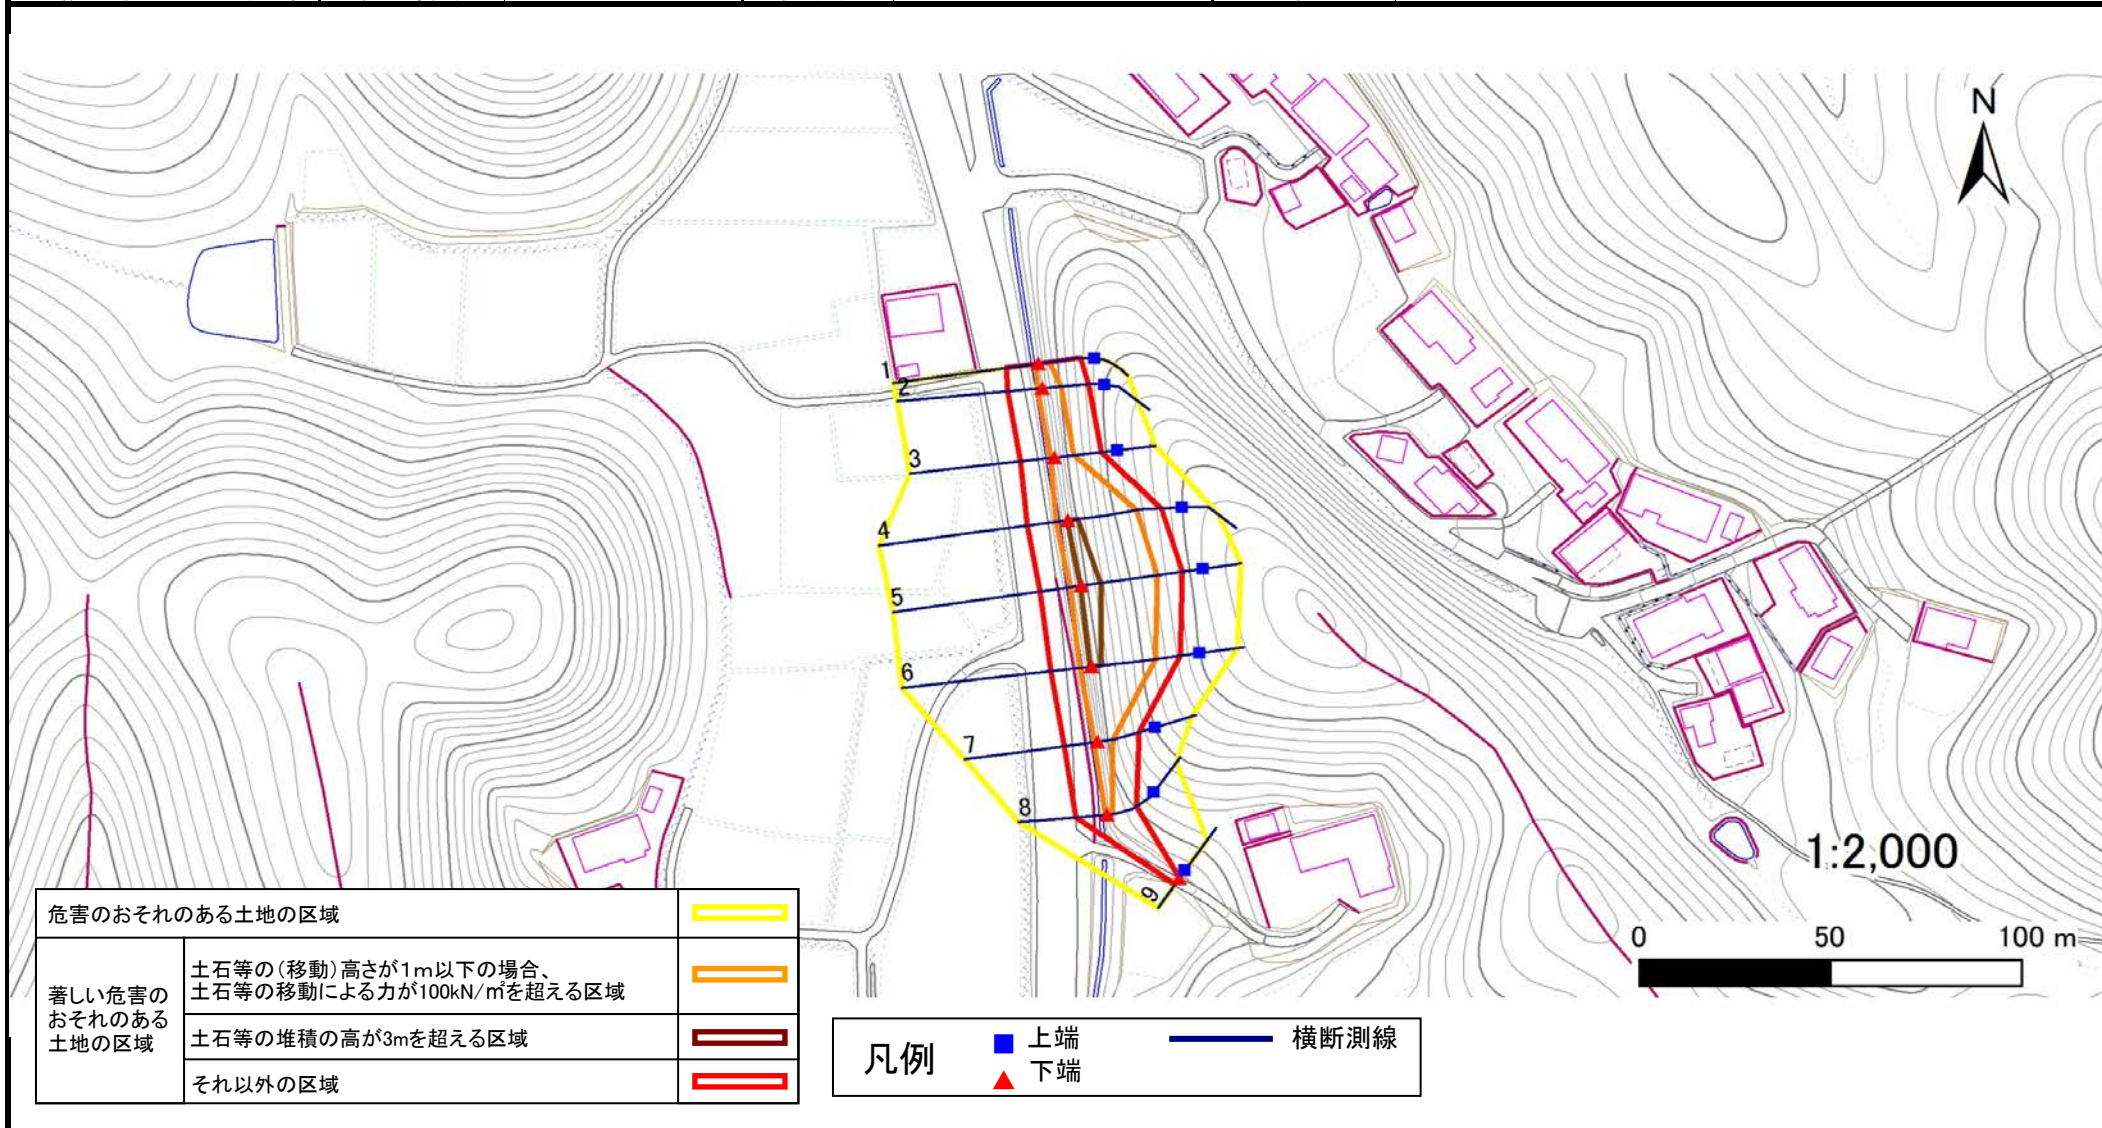 N
1
2
3
4
5
6
7
8
9
1:2,000
0 50 100 m
危害のおそれのある土地の区域
著しい危害の
おそれのある
土地の区域
土石等の(移動)高さが1m以下の場合、
土石等の移動による力が100kN/㎡を超える区域
土石等の堆積の高が3mを超える区域
それ以外の区域
凡例
上端
下端
横断測線